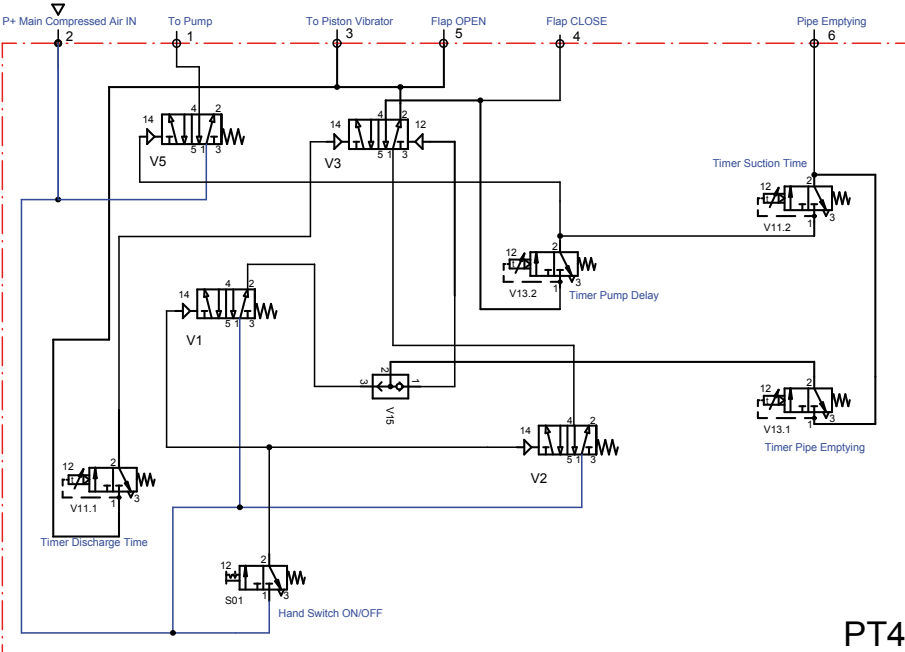 P+ Main Compressed Air IN
To Pump
To Piston Vibrator
Flap OPEN
Flap CLOSE
Pipe Emptying
2
1
3
5
4
6
14
4
2
5
1
3
V5
14
4
2
12
5
1
3
V3
Timer Suction Time
12
2
1
3
V11.2
12
2
1
3
V13.2
Timer Pump Delay
14
4
2
5
1
3
V1
3
2
1
V15
12
2
1
3
V13.1
Timer Pipe Emptying
14
4
2
5
1
3
V2
12
2
1
3
V11.1
Timer Discharge Time
12
2
1
3
S01
Hand Switch ON/OFF
PT4